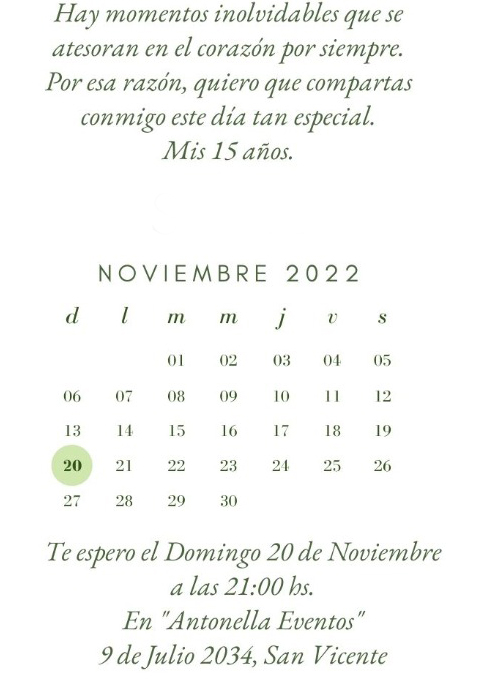 Hay momentos inolvidables que se
atesoran en el corazón por siempre.
Por esa razón, quiero que compartas
conmigo este día tan especial.
Mis 15 años.
NOVIEMBRE 2022
d l m m j v s
01 02 03 04 05
06 07 08 09 10 11 12
13 14 15 16 17 18 19
20 21 22 23 24 25 26
27 28 29 30
Te espero el Domingo 20 de Noviembre
a las 21:00 hs.
En "Antonella Eventos"
9 de Julio 2034, San Vicente